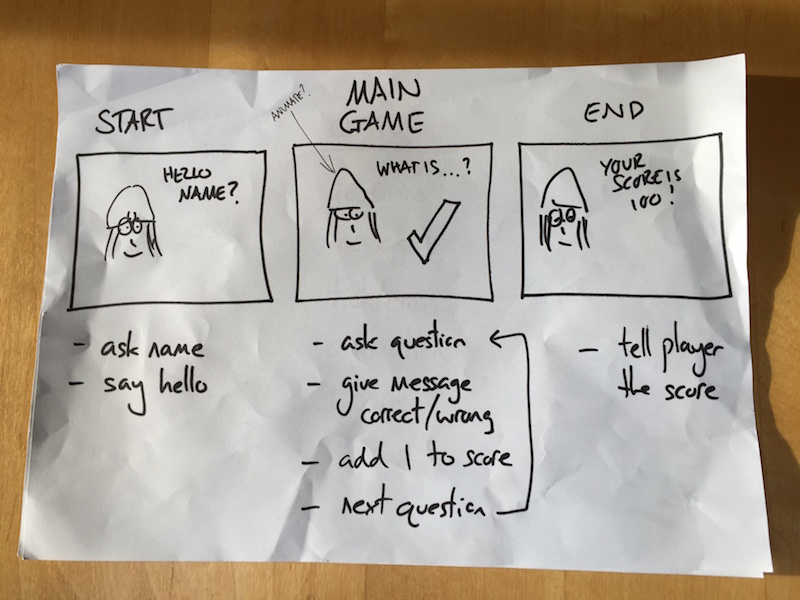 START
HELLO
NAME?
- ask name
- say hello
MAIN
GAME
ANIMATE?
WHAT IS...?
- ask question
- give message
correct/wrong
- add 1 to score
- next question
END
YOUR
SCORE IS
100!
- tell player
the score